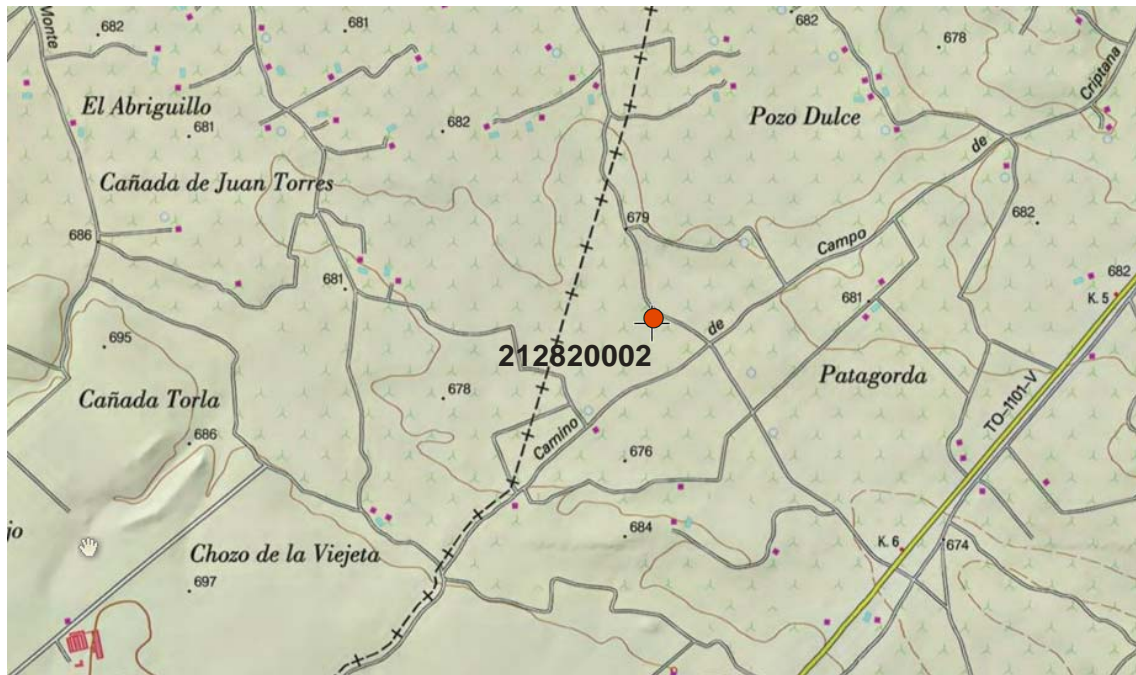 Monte
682
681
682
678
Criptana
El Abriguillo
681
682
Pozo Dulce
de
Cañada de Juan Torres
679
682
686
Campo
681
681
682
K. 5
695
de
212820002
678
Patagorda
Cañada Torla
TO-1101-V
686
Camino
676
jo
684
K. 6
674
Chozo de la Viejeta
697